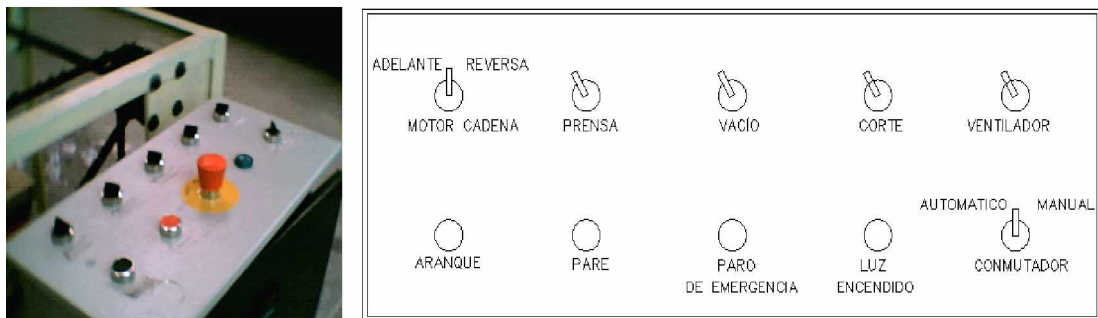 ADELANTE REVERSA
MOTOR CADENA PRENSA VACÍO CORTE VENTILADOR
AUTOMATICO MANUAL
ARANQUE PARE PARO DE EMERGENCIA LUZ ENCENDIDO CONMUTADOR